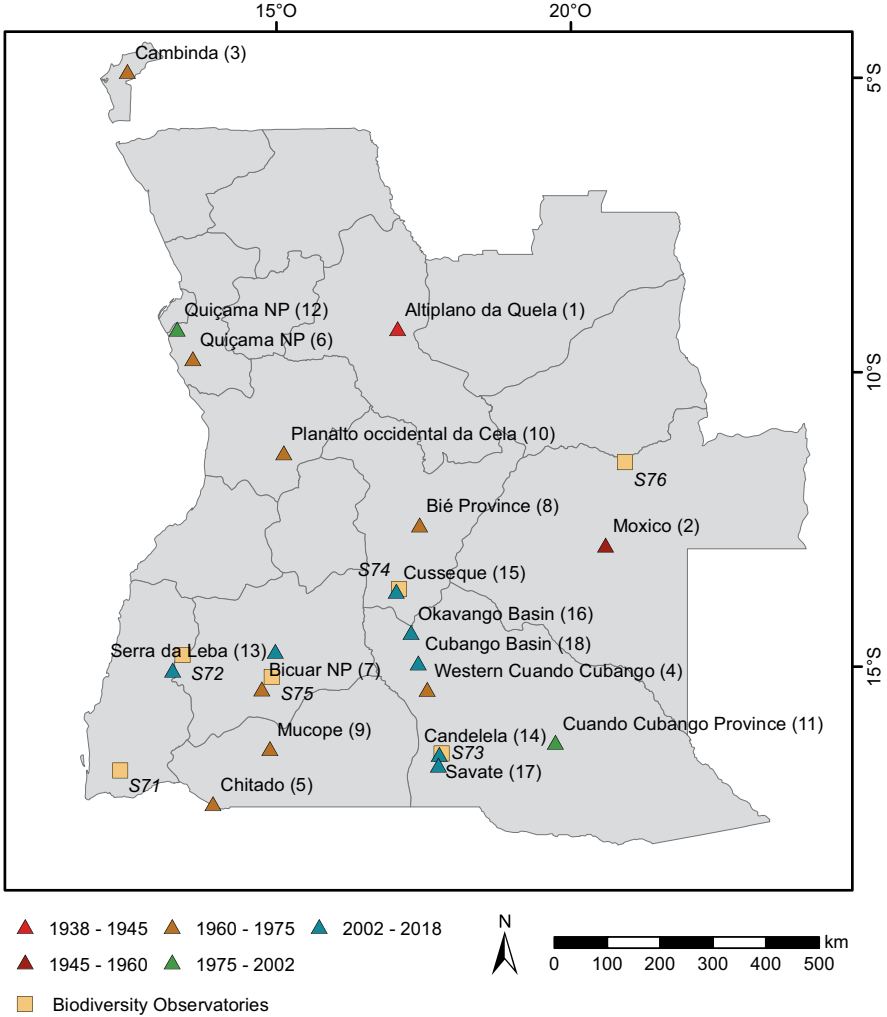 15°O 20°O
Cambinda (3)
5°S
Quiçama NP (12) Altiplano da Quela (1)
Quiçama NP (6)
10°S
Planalto occidental da Cela (10)
S76
Bié Province (8)
Moxico (2)
S74 Cusseque (15)
Okavango Basin (16)
Cubango Basin (18)
Serra da Leba (13)
15°S
S72 Bicuar NP (7) Western Cuando Cubango (4)
S75
Mucope (9) Candelela (14) Cuando Cubango Province (11)
S73
Savate (17)
S71 Chitado (5)
1938 - 1945 1960 - 1975 2002 - 2018
N
km
1945 - 1960 1975 - 2002
0 100 200 300 400 500
Biodiversity Observatories